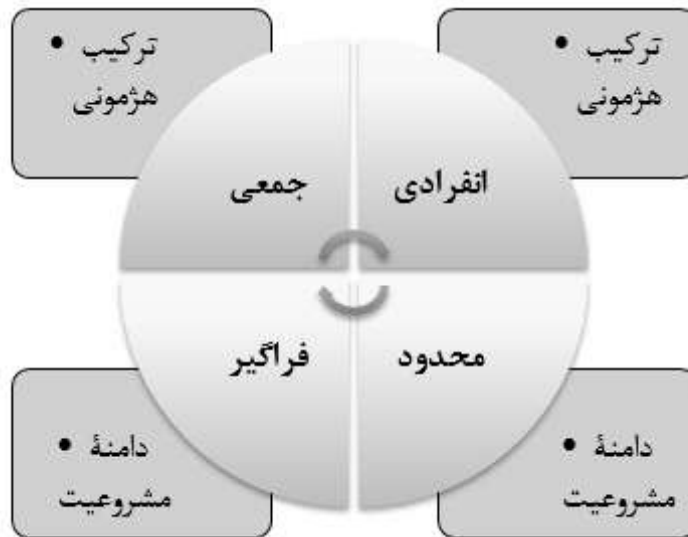 • ترکیب
هژمونی
• ترکیب
هژمونی
انفرادی
جمعی
محدود
فراگیر
• دامنهٔ
مشروعیت
• دامنهٔ
مشروعیت